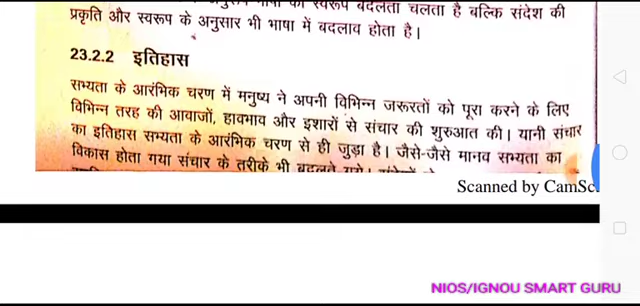 प्रकृति और स्वरूप के अनुसार भी भाषा में बदलाव होता है।
23.2.2 इतिहास
सभ्यता के आरंभिक चरण में मनुष्य ने अपनी विभिन्न जरूरतों को पूरा करने के लिए
विभिन्न तरह की आवाजों, हावभाव और इशारों से संचार की शुरुआत की। यानी संचार
का इतिहास सभ्यता के आरंभिक चरण से ही जुड़ा है। जैसे-जैसे मानव सभ्यता का
विकास होता गया संचार के तरीके भी बदलते गये।
Scanned by CamSc
NIOS/IGNOU SMART GURU